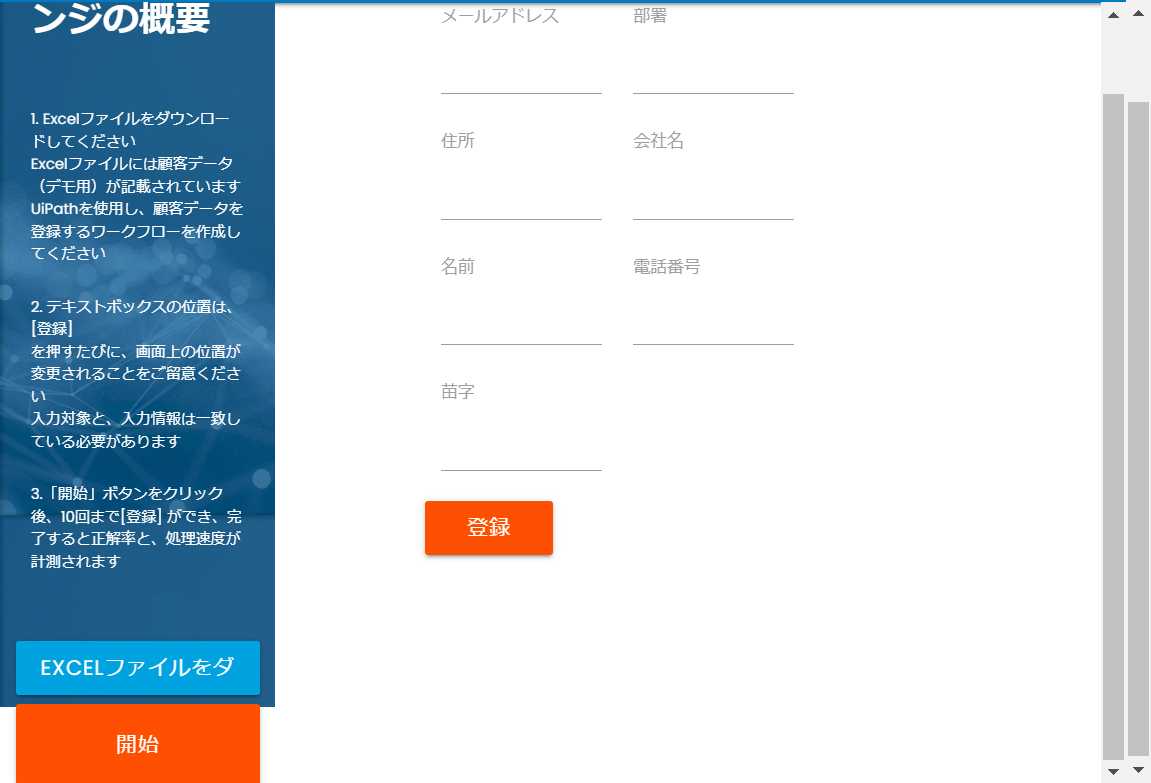 ンジの概要
1. Excelファイルをダウンロー
ドしてください
Excelファイルには顧客データ
（デモ用）が記載されています
UiPathを使用し、顧客データを
登録するワークフローを作成し
てください
2. テキストボックスの位置は、
[登録]
を押すたびに、画面上の位置が
変更されることをご留意くださ
い
入力対象と、入力情報は一致し
ている必要があります
3.「開始」ボタンをクリック
後、10回まで[登録] ができ、完
了すると正解率と、処理速度が
計測されます
EXCELファイルをダ
開始
メールアドレス 部署
住所 会社名
名前 電話番号
苗字
登録